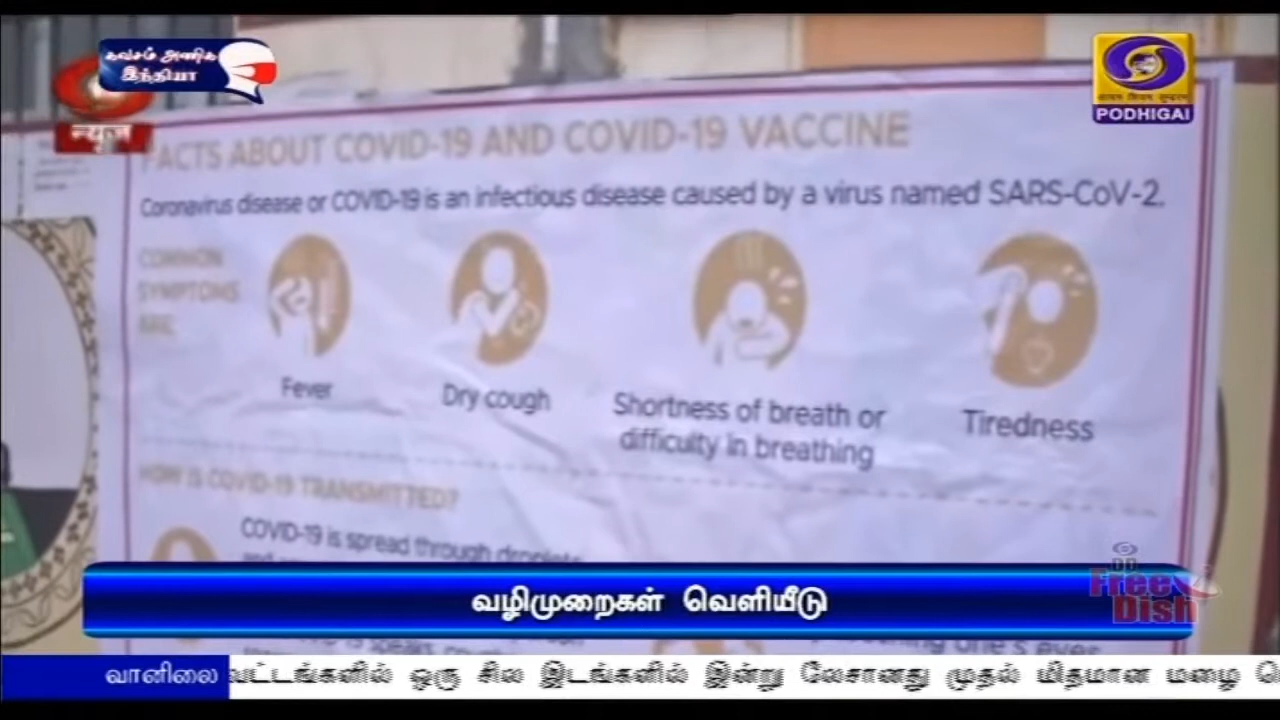 கவசம் அணிக
இந்தியா
न्यूज़
PODHIGAI
FACTS ABOUT COVID-19 AND COVID-19 VACCINE
Coronavirus disease or COVID-19 is an infectious disease caused by a virus named SARS-CoV-2.
COMMON
SYMPTOMS
ARE
Fever
Dry cough
Shortness of breath or
difficulty in breathing
Tiredness
HOW IS COVID-19 TRANSMITTED?
COVID-19 is spread through droplets
வழிமுறைகள் வெளியீடு
DD
Free
Dish
one's eyes
வானிலை
வட்டங்களில் ஒரு சில இடங்களில் இன்று லேசானது முதல் மிதமான மழை